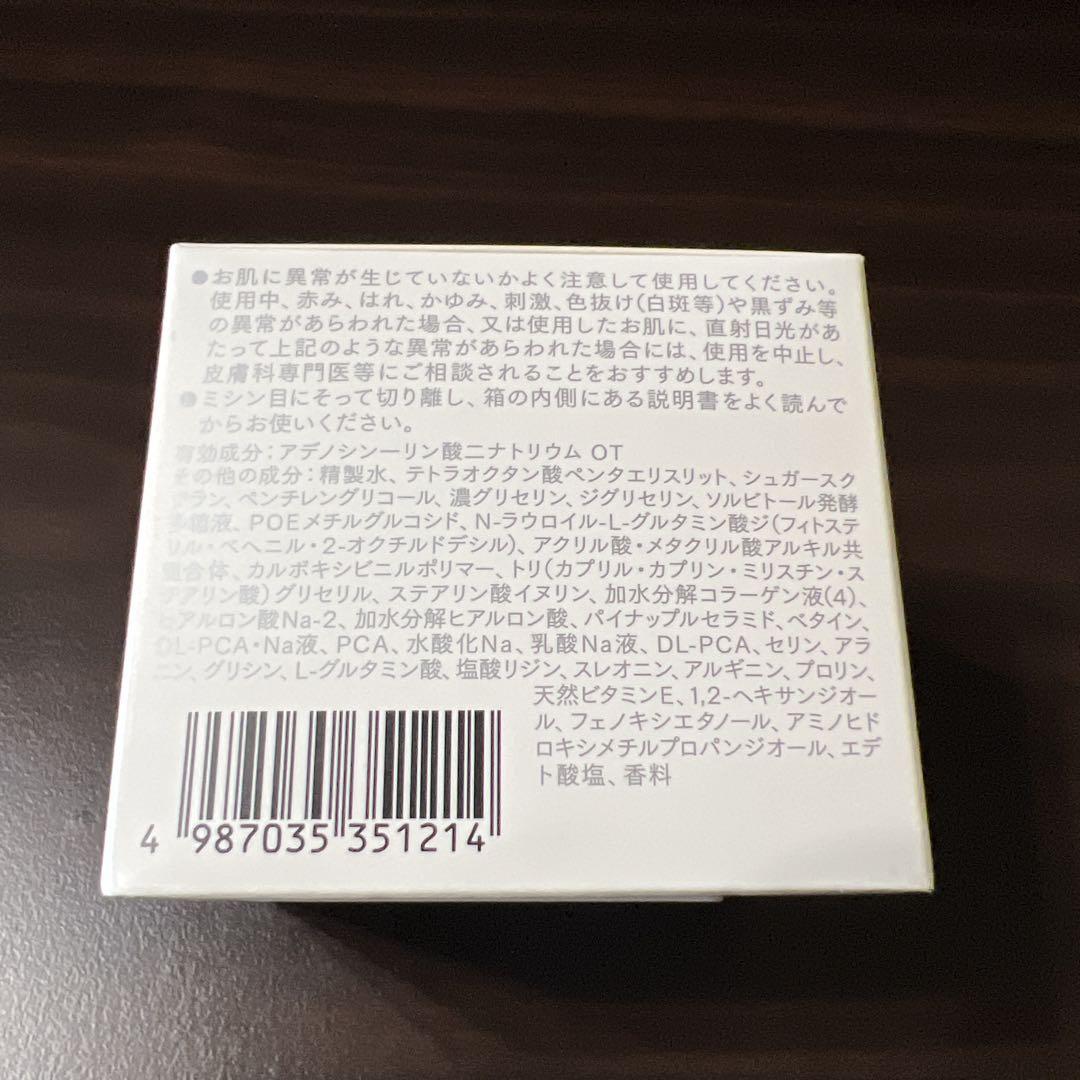 ●お肌に異常が生じていないかよく注意して使用してください。
使用中、赤み、はれ、かゆみ、刺激、色抜け(白斑等)や黒ずみ等
の異常があらわれた場合、又は使用したお肌に、直射日光があ
たって上記のような異常があらわれた場合には、使用を中止し、
皮膚科専門医等にご相談されることをおすすめします。
●ミシン目にそって切り離し、箱の内側にある説明書をよく読んで
からお使いください。
有効成分：アデノシン一リン酸二ナトリウム OT
その他の成分：精製水、テトラオクタン酸ペンタエリスリット、シュガースク
アラン、ペンチレングリコール、濃グリセリン、ジグリセリン、ソルビトール発酵
多糖液、POEメチルグルコシド、N-ラウロイル-L-グルタミン酸ジ(フィトステ
リル・ベヘニル・2-オクチルドデシル)、アクリル酸・メタクリル酸アルキル共
重合体、カルボキシビニルポリマー、トリ(カプリル・カプリン・ミリスチン・ス
テアリン酸)グリセリル、ステアリン酸イヌリン、加水分解コラーゲン液(4)、
ヒアルロン酸Na-2、加水分解ヒアルロン酸、パイナップルセラミド、ベタイン、
DL-PCA・Na液、PCA、水酸化Na、乳酸Na液、DL-PCA、セリン、アラ
ニン、グリシン、L-グルタミン酸、塩酸リジン、スレオニン、アルギニン、プロリン、
天然ビタミンE、1,2-ヘキサンジオー
ル、フェノキシエタノール、アミノヒド
ロキシメチルプロパンジオール、エデ
ト酸塩、香料
4 987035 351214